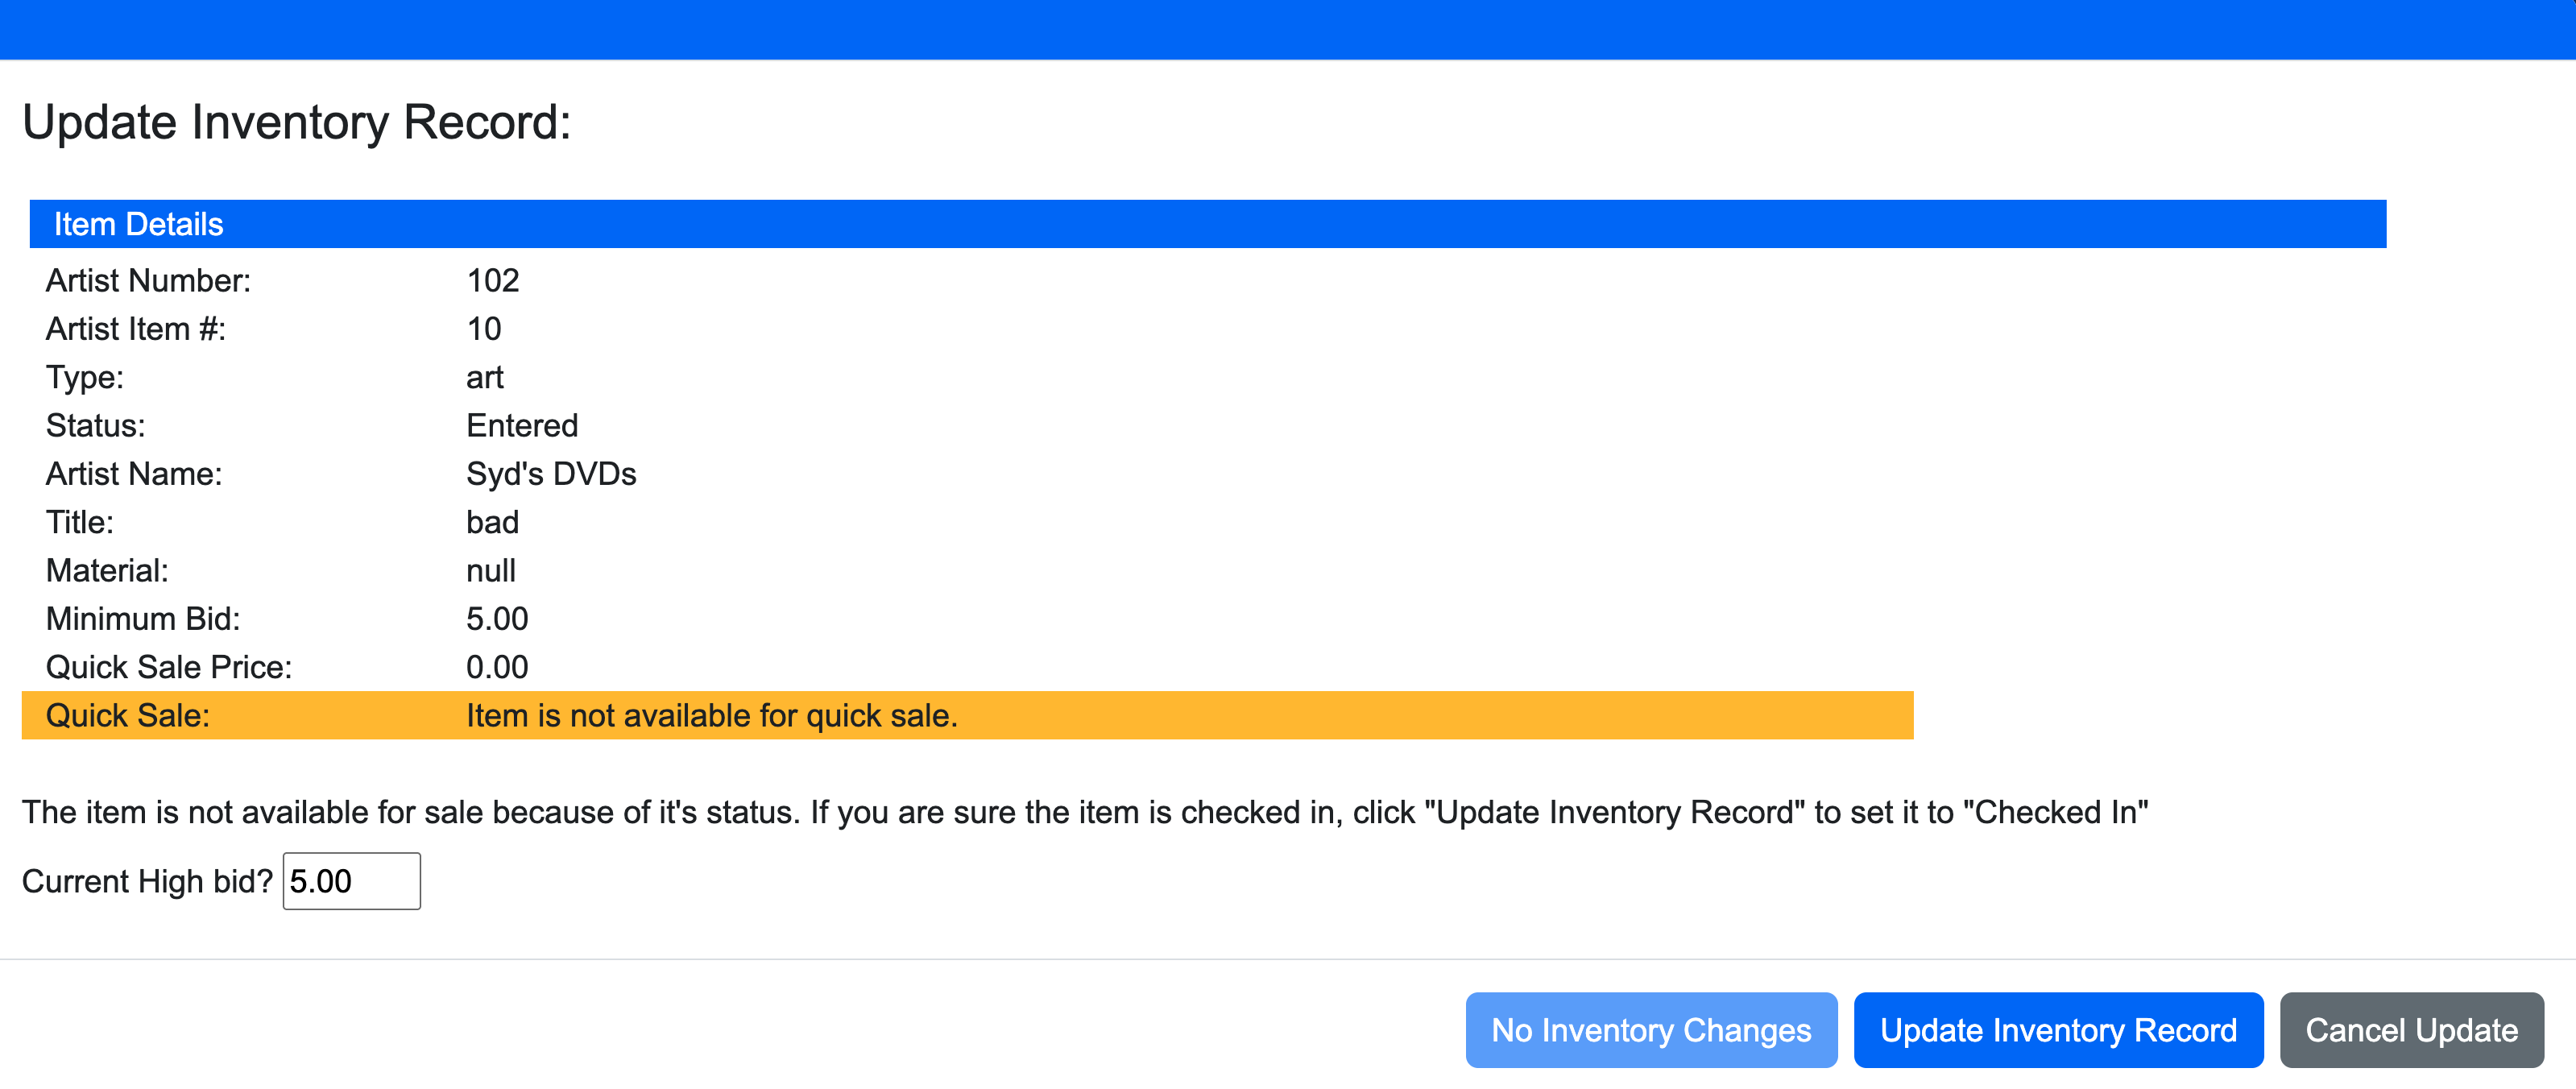 Update Inventory Record:
Item Details
Artist Number: 102
Artist Item #: 10
Type: art
Status: Entered
Artist Name: Syd's DVDs
Title: bad
Material: null
Minimum Bid: 5.00
Quick Sale Price: 0.00
Quick Sale: Item is not available for quick sale.
The item is not available for sale because of it's status. If you are sure the item is checked in, click "Update Inventory Record" to set it to "Checked In"
Current High bid? 5.00
No Inventory Changes Update Inventory Record Cancel Update